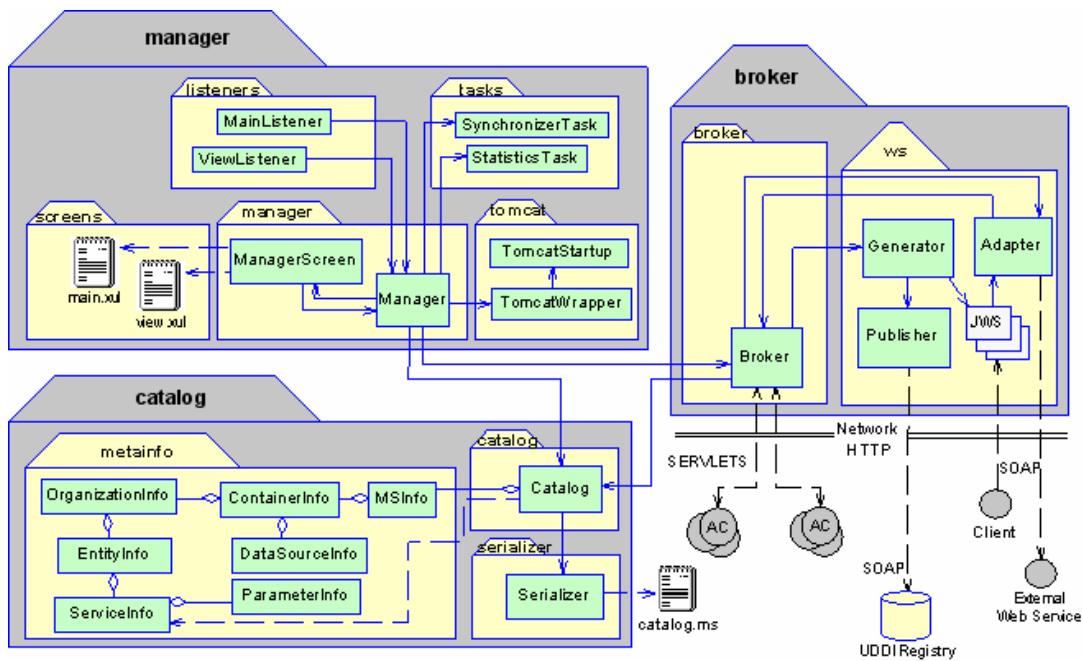 manager
listeners
MainListener
ViewListener
tasks
SynchronizerTask
StatisticsTask
screens
main.xul
view.xul
manager
ManagerScreen
Manager
tomcat
TomcatStartup
TomcatWrapper
broker
broker
Broker
ws
Generator
Adapter
Publisher
JWS
catalog
metainfo
OrganizationInfo
ContainerInfo
MSInfo
EntityInfo
DataSourceInfo
ServiceInfo
ParameterInfo
catalog
Catalog
serializer
Serializer
catalog.ms
Network
HTTP
SERVLETS
AC
AC
SOAP
Client
SOAP
UDDI Registry
External
Web Service